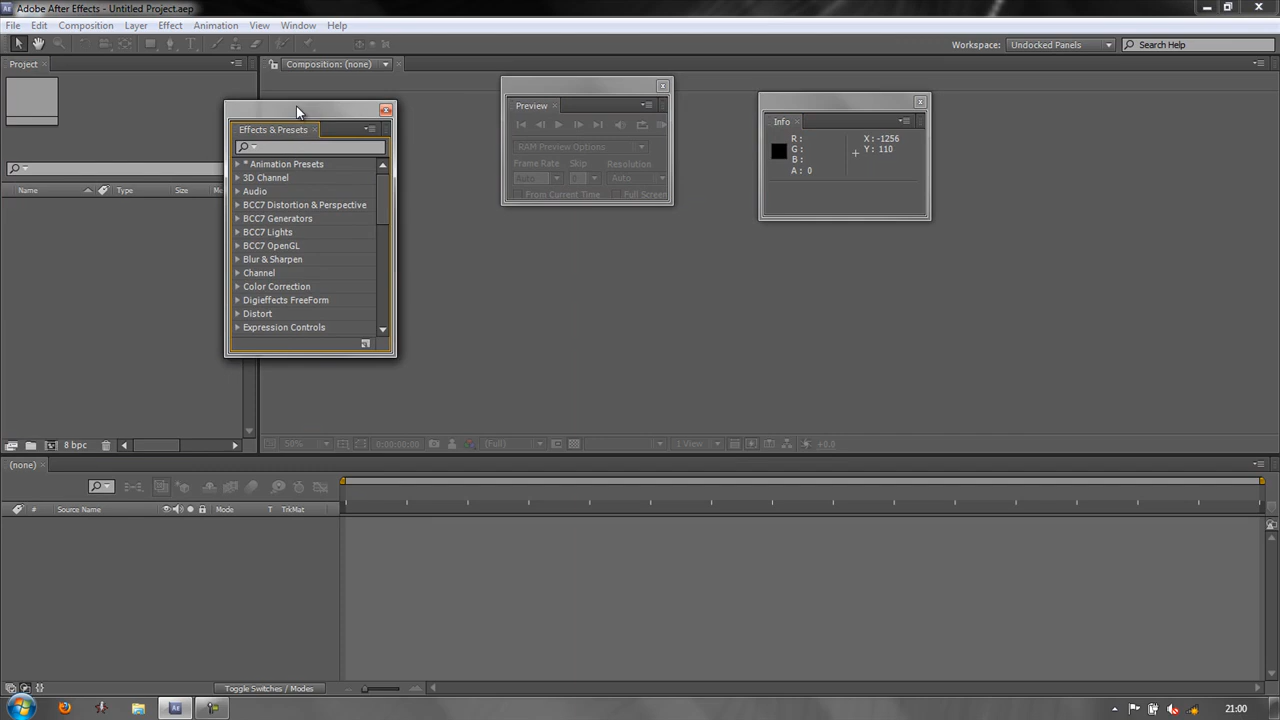 Adobe After Effects - Untitled Project.aep
File Edit Composition Layer Effect Animation View Window Help
Workspace: Undocked Panels Search Help
Project
Composition: (none)
Effects & Presets
* Animation Presets
3D Channel
Audio
BCC7 Distortion & Perspective
BCC7 Generators
BCC7 Lights
BCC7 OpenGL
Blur & Sharpen
Channel
Color Correction
Digieffects FreeForm
Distort
Expression Controls
Preview
RAM Preview Options
Frame Rate Skip Resolution
Auto 0 Auto
From Current Time Full Screen
Info
R: X: -1256
G: Y: 110
B:
A: 0
Name Type Size Me
8 bpc
50% 0:00:00:00 (Full) 1 View +0.0
(none)
# Source Name Mode T TrkMat
Toggle Switches / Modes
21:00